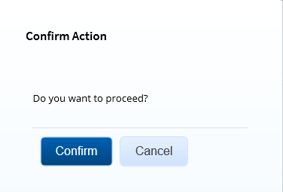 Confirm Action
Do you want to proceed?
Confirm Cancel